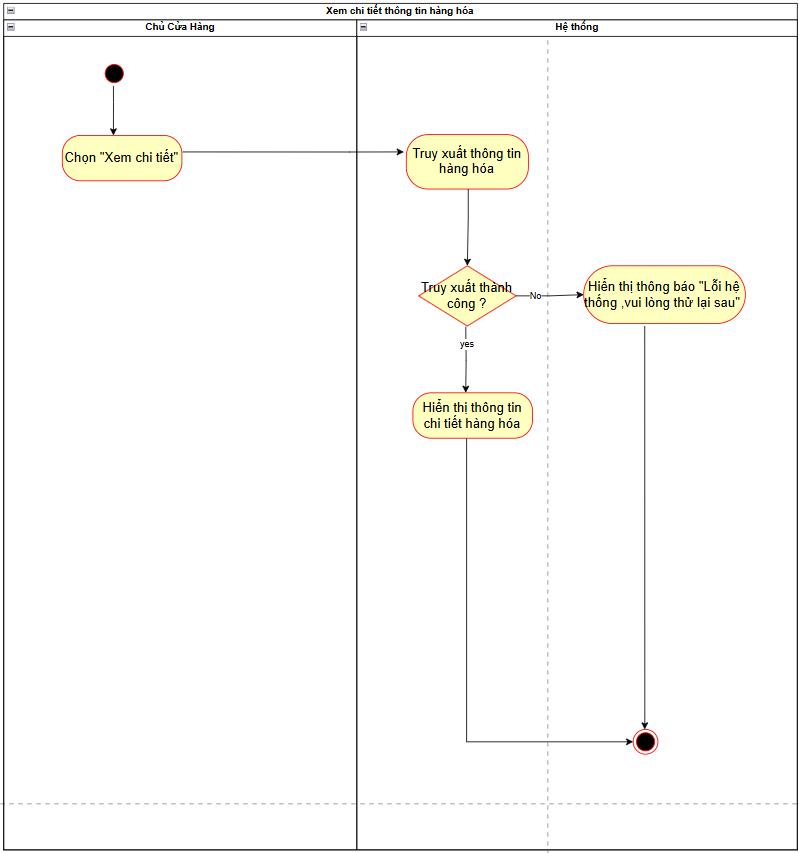 Xem chi tiết thông tin hàng hóa
Chủ Cửa Hàng
Hệ thống
Chọn "Xem chi tiết"
Truy xuất thông tin
hàng hóa
Truy xuất thành
công ?
No
Hiển thị thông báo "Lỗi hệ
thống ,vui lòng thử lại sau"
yes
Hiển thị thông tin
chi tiết hàng hóa